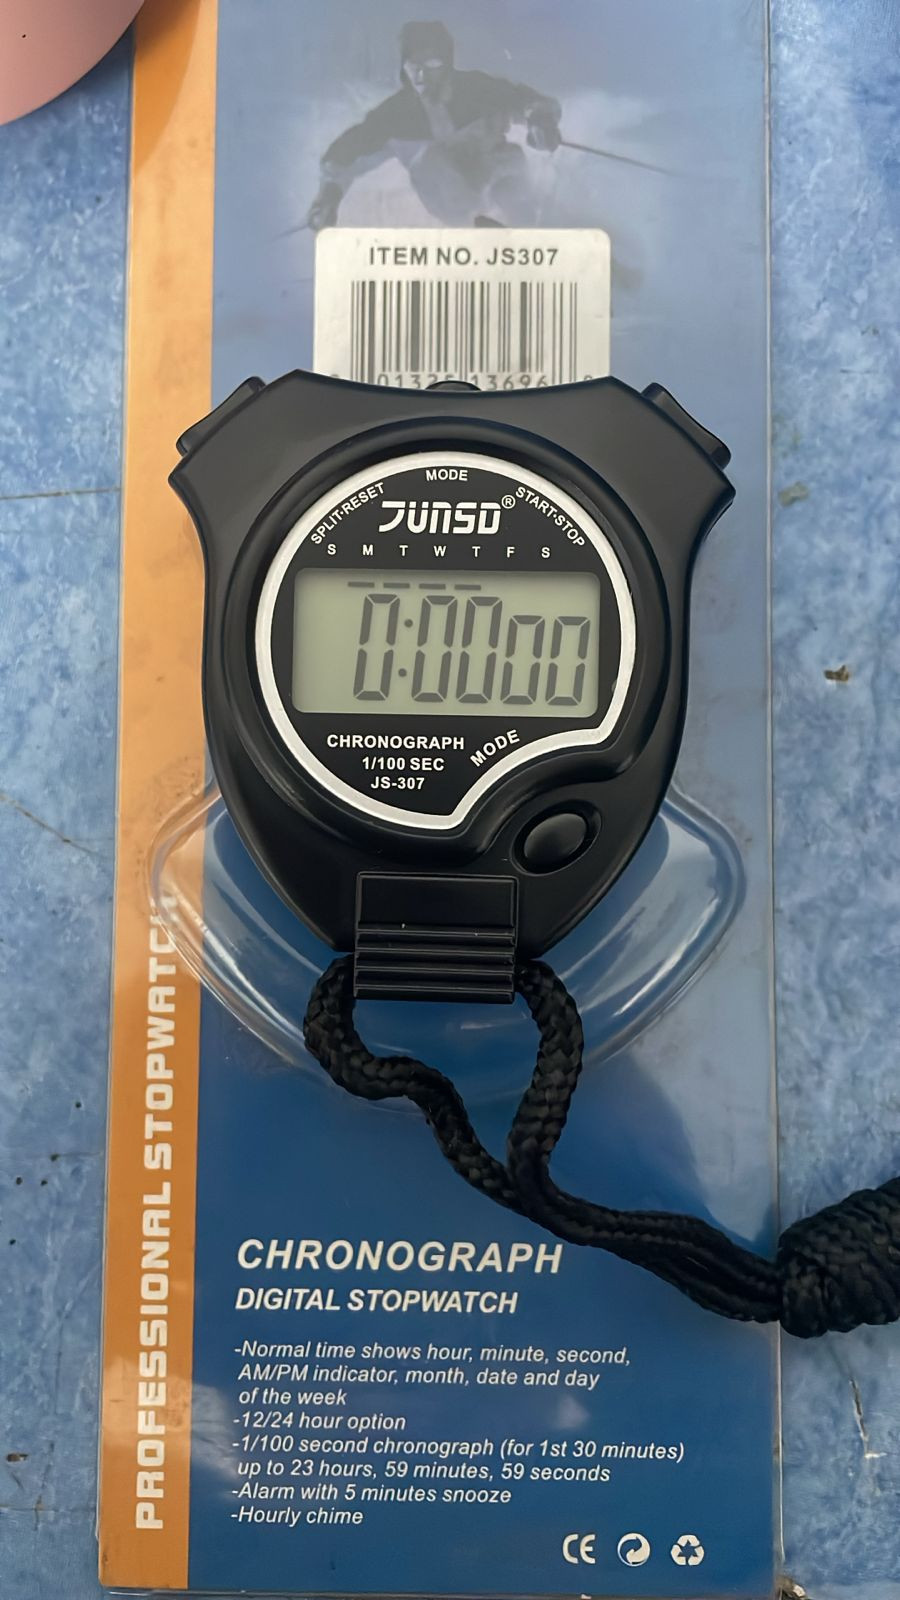 ITEM NO. JS307
MODE
SPLIT·RESET
JUNSD®
START·STOP
S M T W T F S
0:00 00
CHRONOGRAPH
1/100 SEC
JS-307
MODE
PROFESSIONAL STOPWATCH
CHRONOGRAPH
DIGITAL STOPWATCH
-Normal time shows hour, minute, second,
AM/PM indicator, month, date and day
of the week
-12/24 hour option
-1/100 second chronograph (for 1st 30 minutes)
up to 23 hours, 59 minutes, 59 seconds
-Alarm with 5 minutes snooze
-Hourly chime
CE